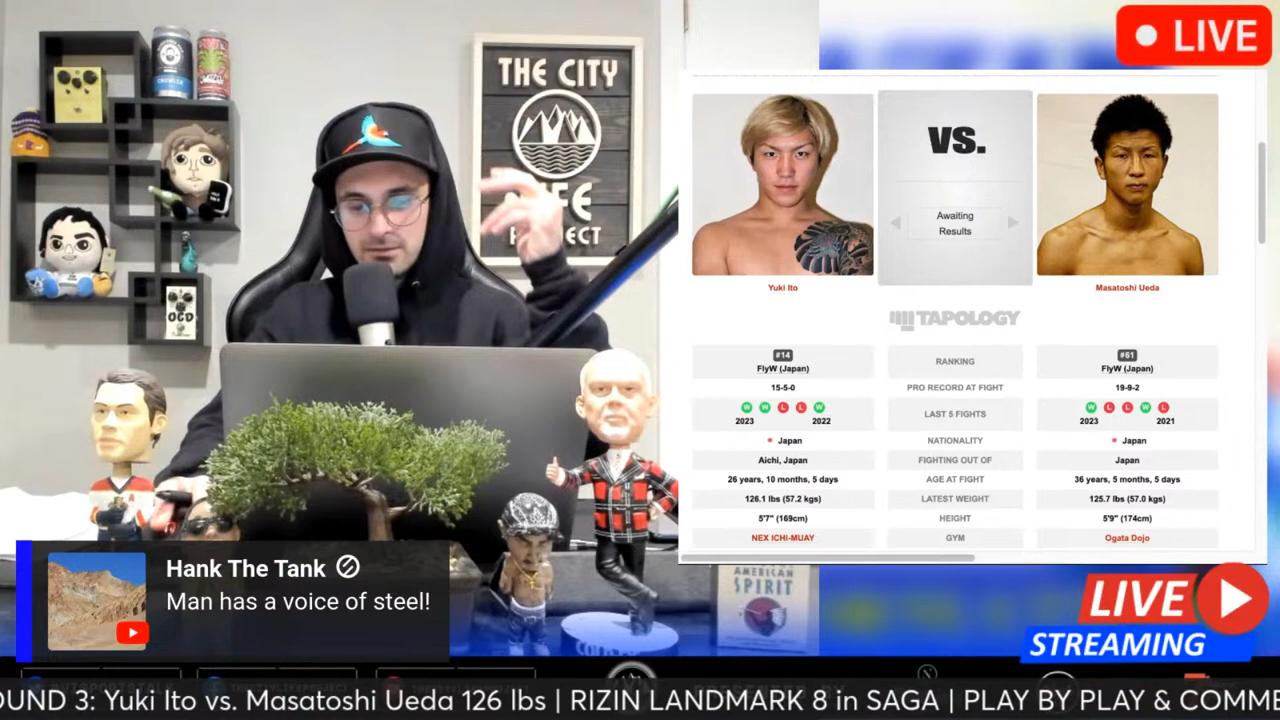 LIVE
THE CITY
LIFE
PROJECT
OCD
VS.
Awaiting
Results
Yuki Ito
Masatoshi Ueda
TAPOLOGY
#14
FlyW (Japan)
RANKING
#61
FlyW (Japan)
15-5-0
PRO RECORD AT FIGHT
19-9-2
W W L L W
2023 2022
LAST 5 FIGHTS
W L L W L
2023 2021
Japan
NATIONALITY
Japan
Aichi, Japan
FIGHTING OUT OF
Japan
26 years, 10 months, 5 days
AGE AT FIGHT
36 years, 5 months, 5 days
126.1 lbs (57.2 kgs)
LATEST WEIGHT
125.7 lbs (57.0 kgs)
5'7" (169cm)
HEIGHT
5'9" (174cm)
NEX ICHI-MUAY
GYM
Ogata Dojo
Hank The Tank
Man has a voice of steel!
AMERICAN
SPIRIT
LIVE
STREAMING
OUND 3: Yuki Ito vs. Masatoshi Ueda 126 lbs | RIZIN LANDMARK 8 in SAGA | PLAY BY PLAY & COMME